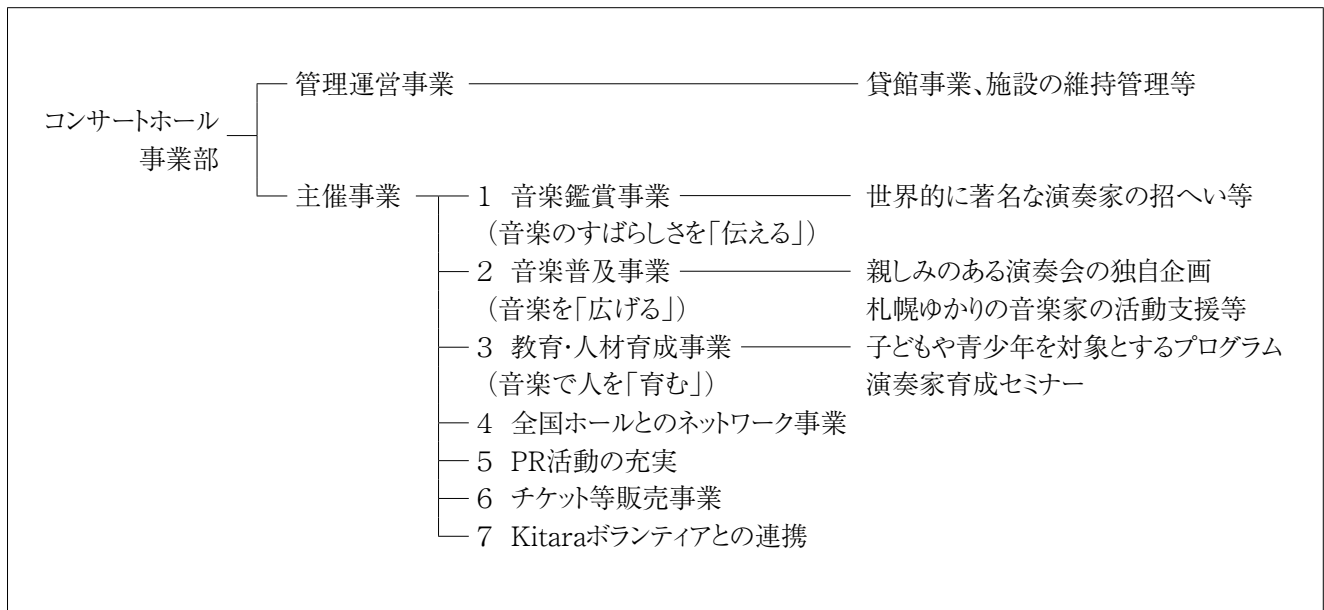 管理運営事業 貸館事業、施設の維持管理等
コンサートホール
事業部
主催事業 1 音楽鑑賞事業 世界的に著名な演奏家の招へい等
(音楽のすばらしさを「伝える」)
2 音楽普及事業 親しみのある演奏会の独自企画
(音楽を「広げる」) 札幌ゆかりの音楽家の活動支援等
3 教育・人材育成事業 子どもや青少年を対象とするプログラム
(音楽で人を「育む」) 演奏家育成セミナー
4 全国ホールとのネットワーク事業
5 PR活動の充実
6 チケット等販売事業
7 Kitaraボランティアとの連携